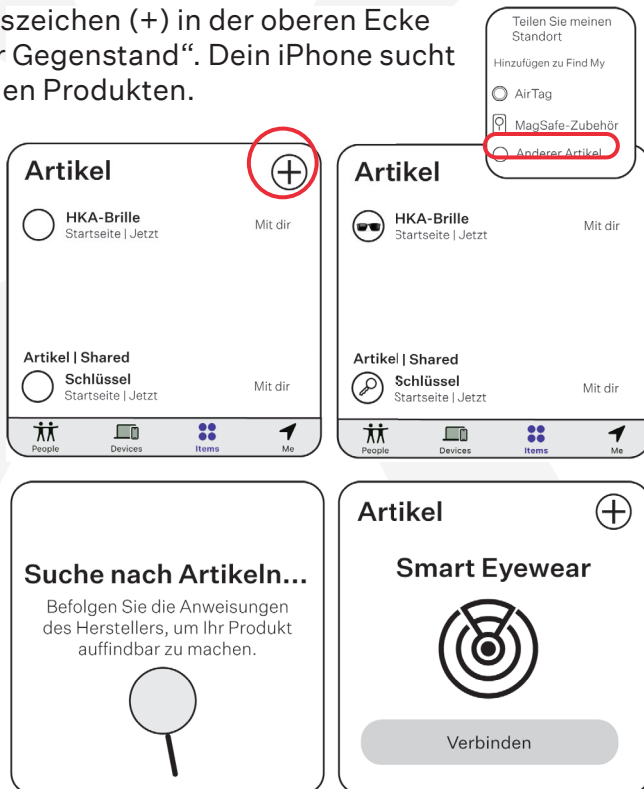 szeichen (+) in der oberen Ecke
Gegenstand“. Dein iPhone sucht
en Produkten.
Teilen Sie meinen
Standort
Hinzufügen zu Find My
AirTag
MagSafe-Zubehör
Anderer Artikel
Artikel
HKA-Brille
Startseite | Jetzt
Mit dir
Artikel | Shared
Schlüssel
Startseite | Jetzt
Mit dir
People Devices Items Me
Artikel
HKA-Brille
Startseite | Jetzt
Mit dir
Artikel | Shared
Schlüssel
Startseite | Jetzt
Mit dir
People Devices Items Me
Suche nach Artikeln...
Befolgen Sie die Anweisungen
des Herstellers, um Ihr Produkt
auffindbar zu machen.
Artikel
Smart Eyewear
Verbinden